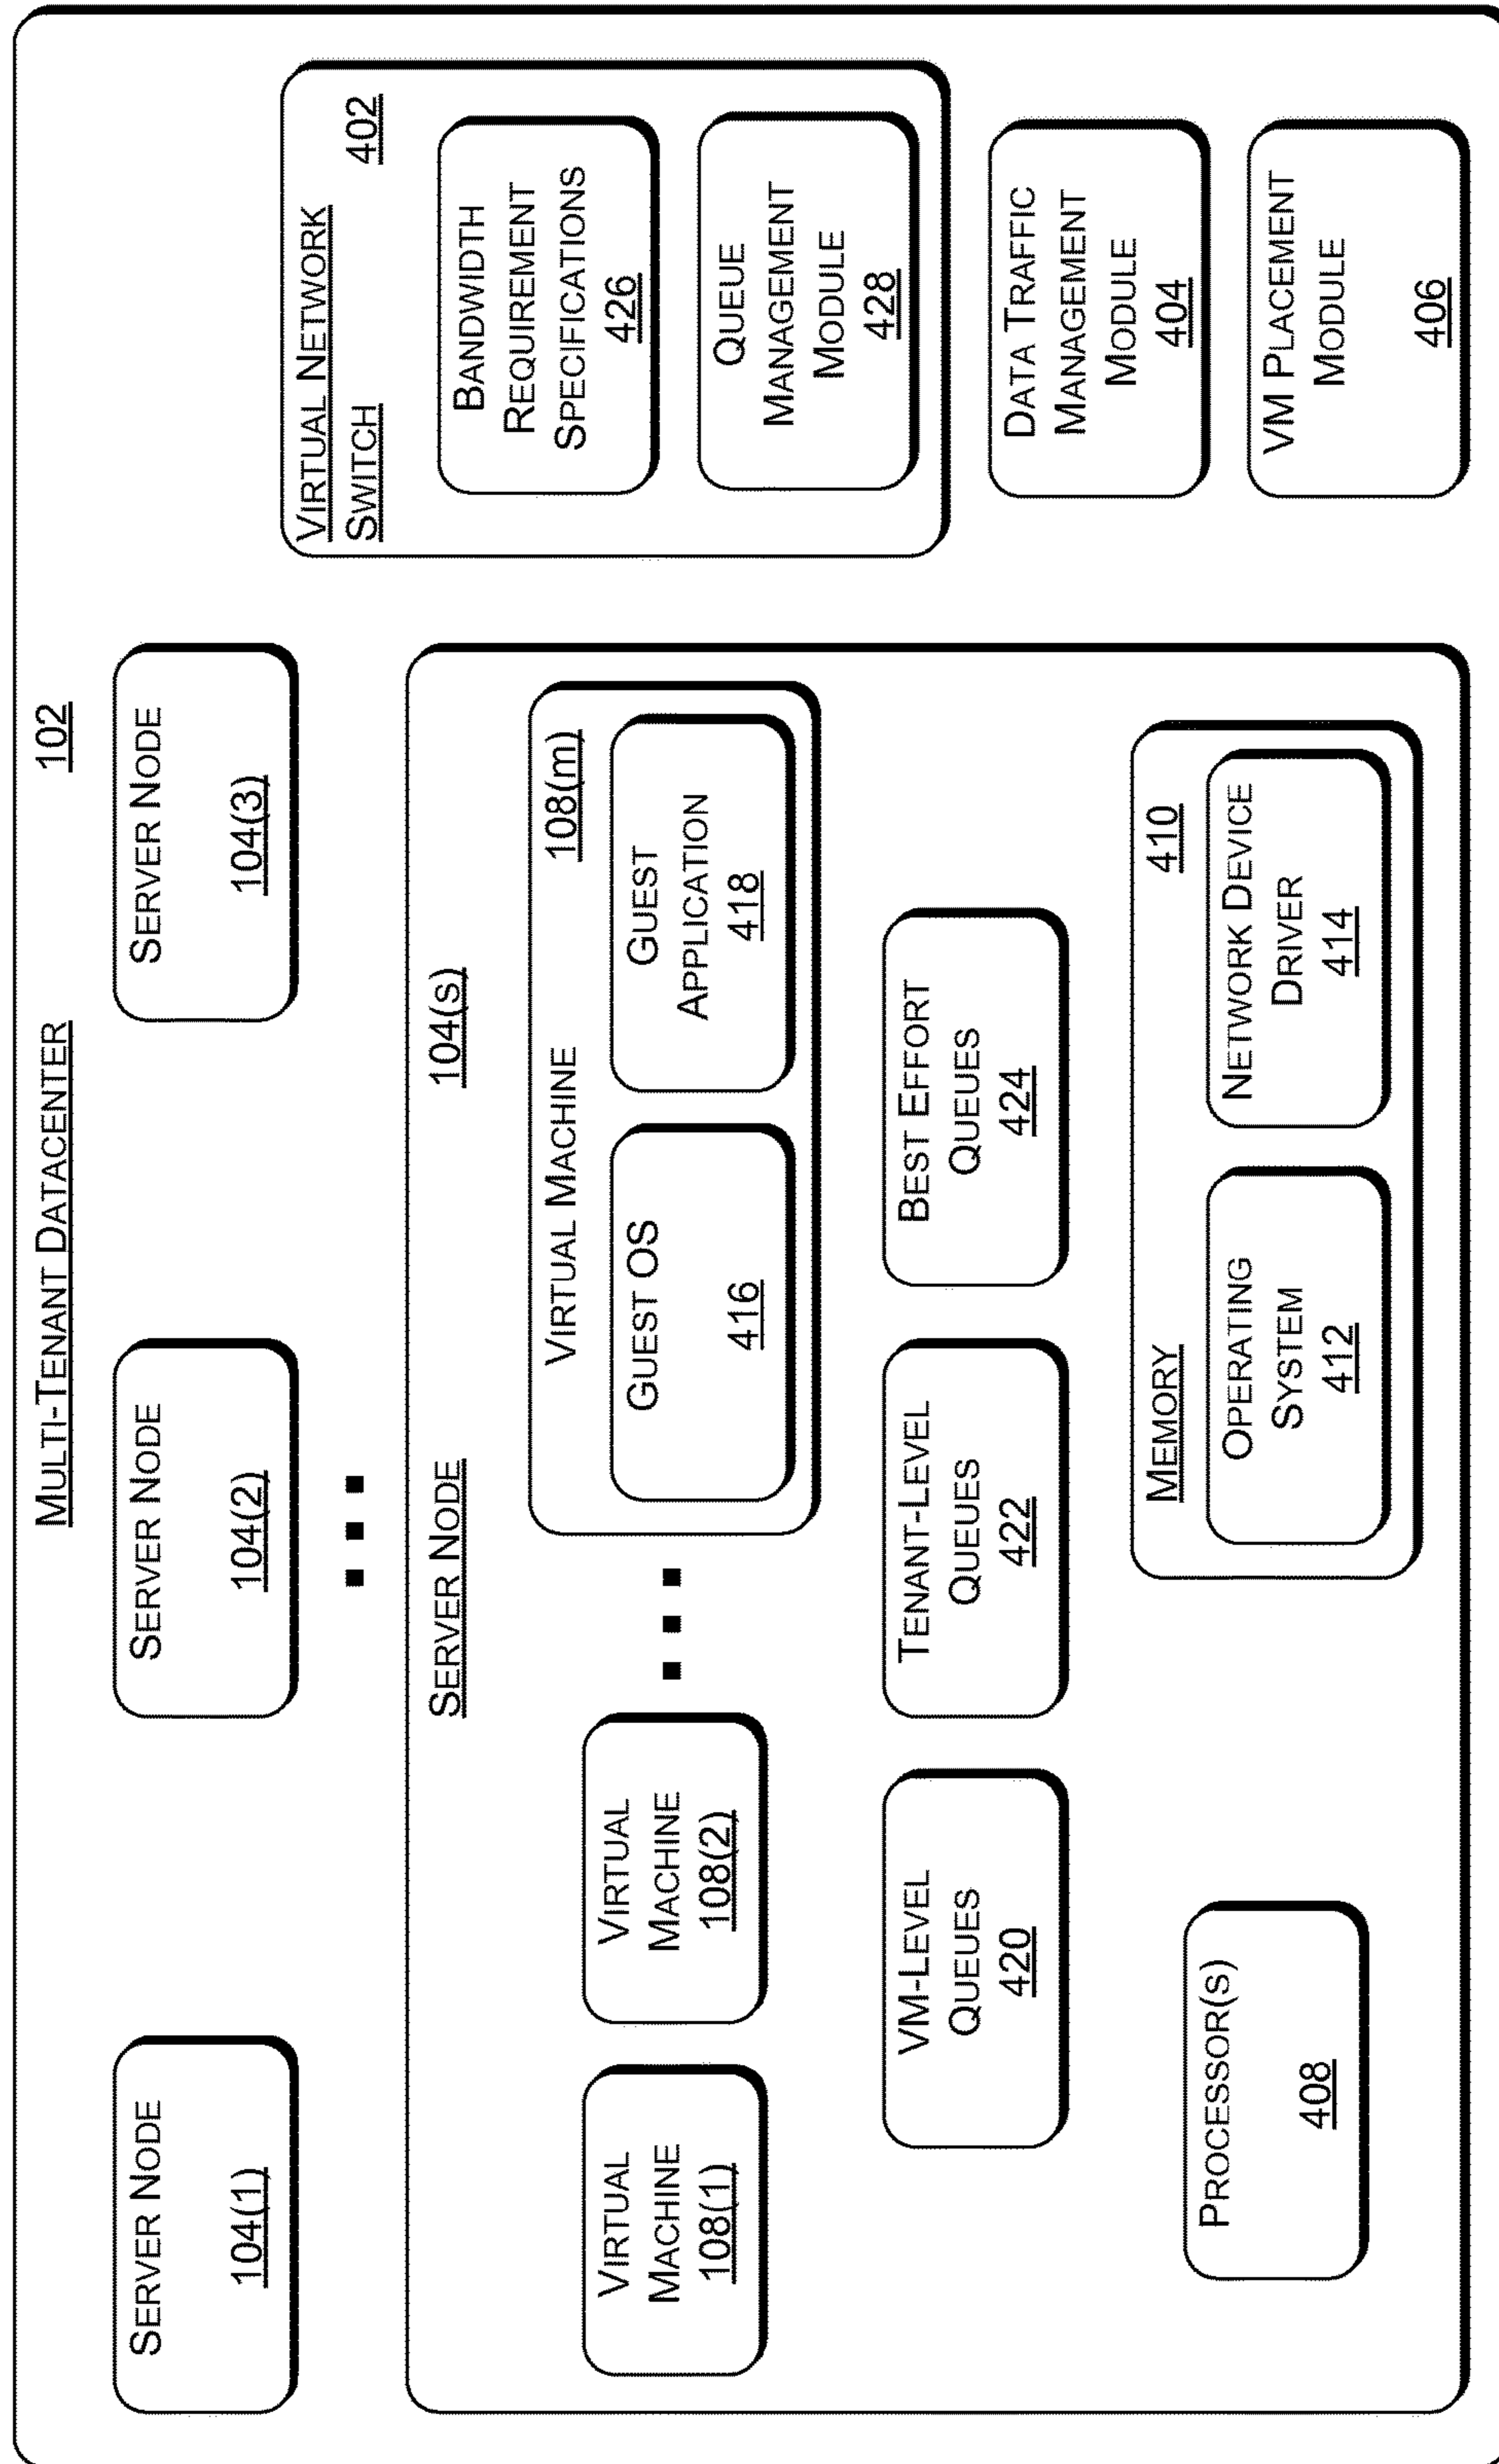 MULTI-TENANT DATACENTER
102
SERVER NODE
104(1)
SERVER NODE
104(2)
SERVER NODE
104(3)
SERVER NODE
104(s)
VIRTUAL
MACHINE
108(1)
VIRTUAL
MACHINE
108(2)
VIRTUAL MACHINE
108(m)
GUEST OS
416
GUEST
APPLICATION
418
VM-LEVEL
QUEUES
420
TENANT-LEVEL
QUEUES
422
BEST EFFORT
QUEUES
424
PROCESSOR(S)
408
MEMORY
410
OPERATING
SYSTEM
412
NETWORK DEVICE
DRIVER
414
VIRTUAL NETWORK
SWITCH
402
BANDWIDTH
REQUIREMENT
SPECIFICATIONS
426
QUEUE
MANAGEMENT
MODULE
428
DATA TRAFFIC
MANAGEMENT
MODULE
404
VM PLACEMENT
MODULE
406